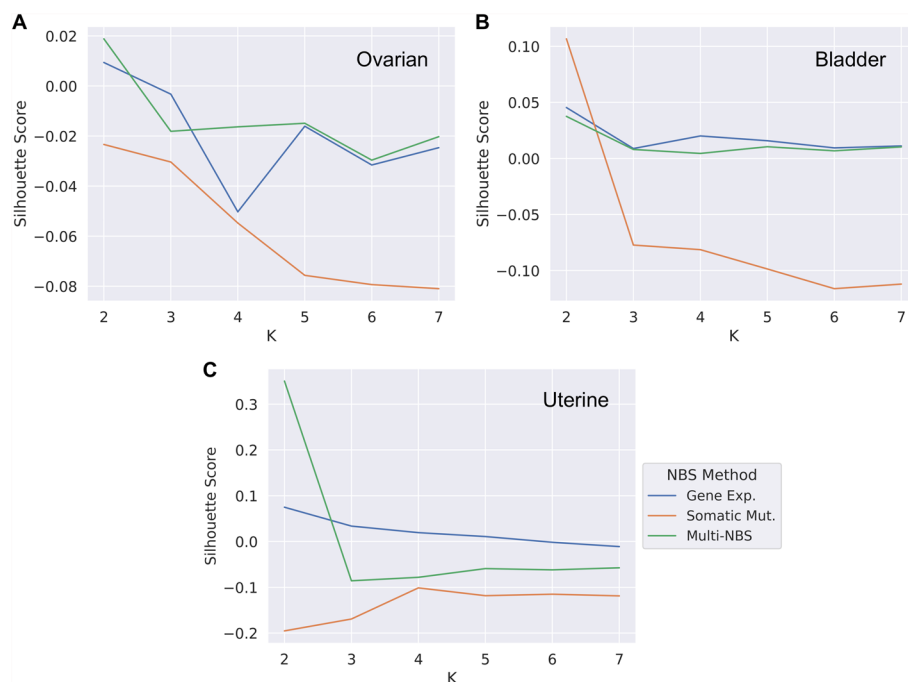 A
Ovarian
Silhouette Score
0.02
0.00
−0.02
−0.04
−0.06
−0.08
2 3 4 5 6 7
K
B
Bladder
Silhouette Score
0.10
0.05
0.00
−0.05
−0.10
2 3 4 5 6 7
K
C
Uterine
Silhouette Score
0.3
0.2
0.1
0.0
−0.1
−0.2
2 3 4 5 6 7
K
NBS Method
Gene Exp.
Somatic Mut.
Multi-NBS